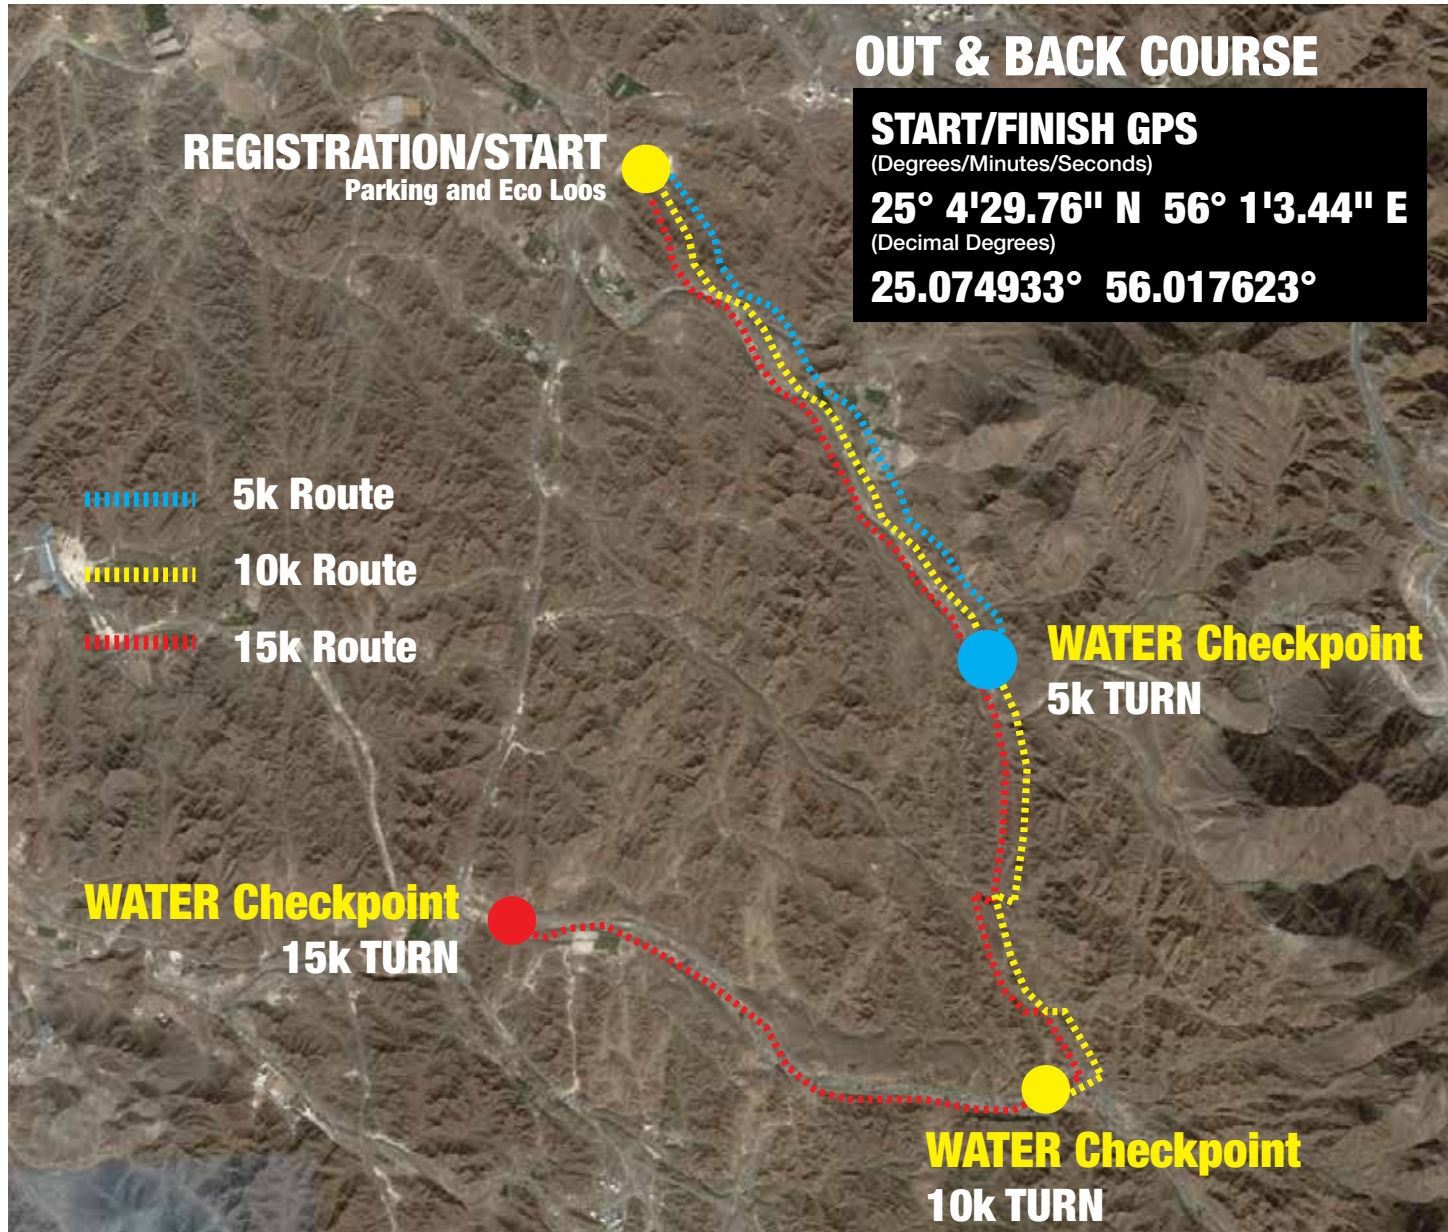 OUT & BACK COURSE
START/FINISH GPS
(Degrees/Minutes/Seconds)
25° 4'29.76" N 56° 1'3.44" E
(Decimal Degrees)
25.074933° 56.017623°
REGISTRATION/START
Parking and Eco Loos
5k Route
10k Route
15k Route
WATER Checkpoint
5k TURN
WATER Checkpoint
15k TURN
WATER Checkpoint
10k TURN